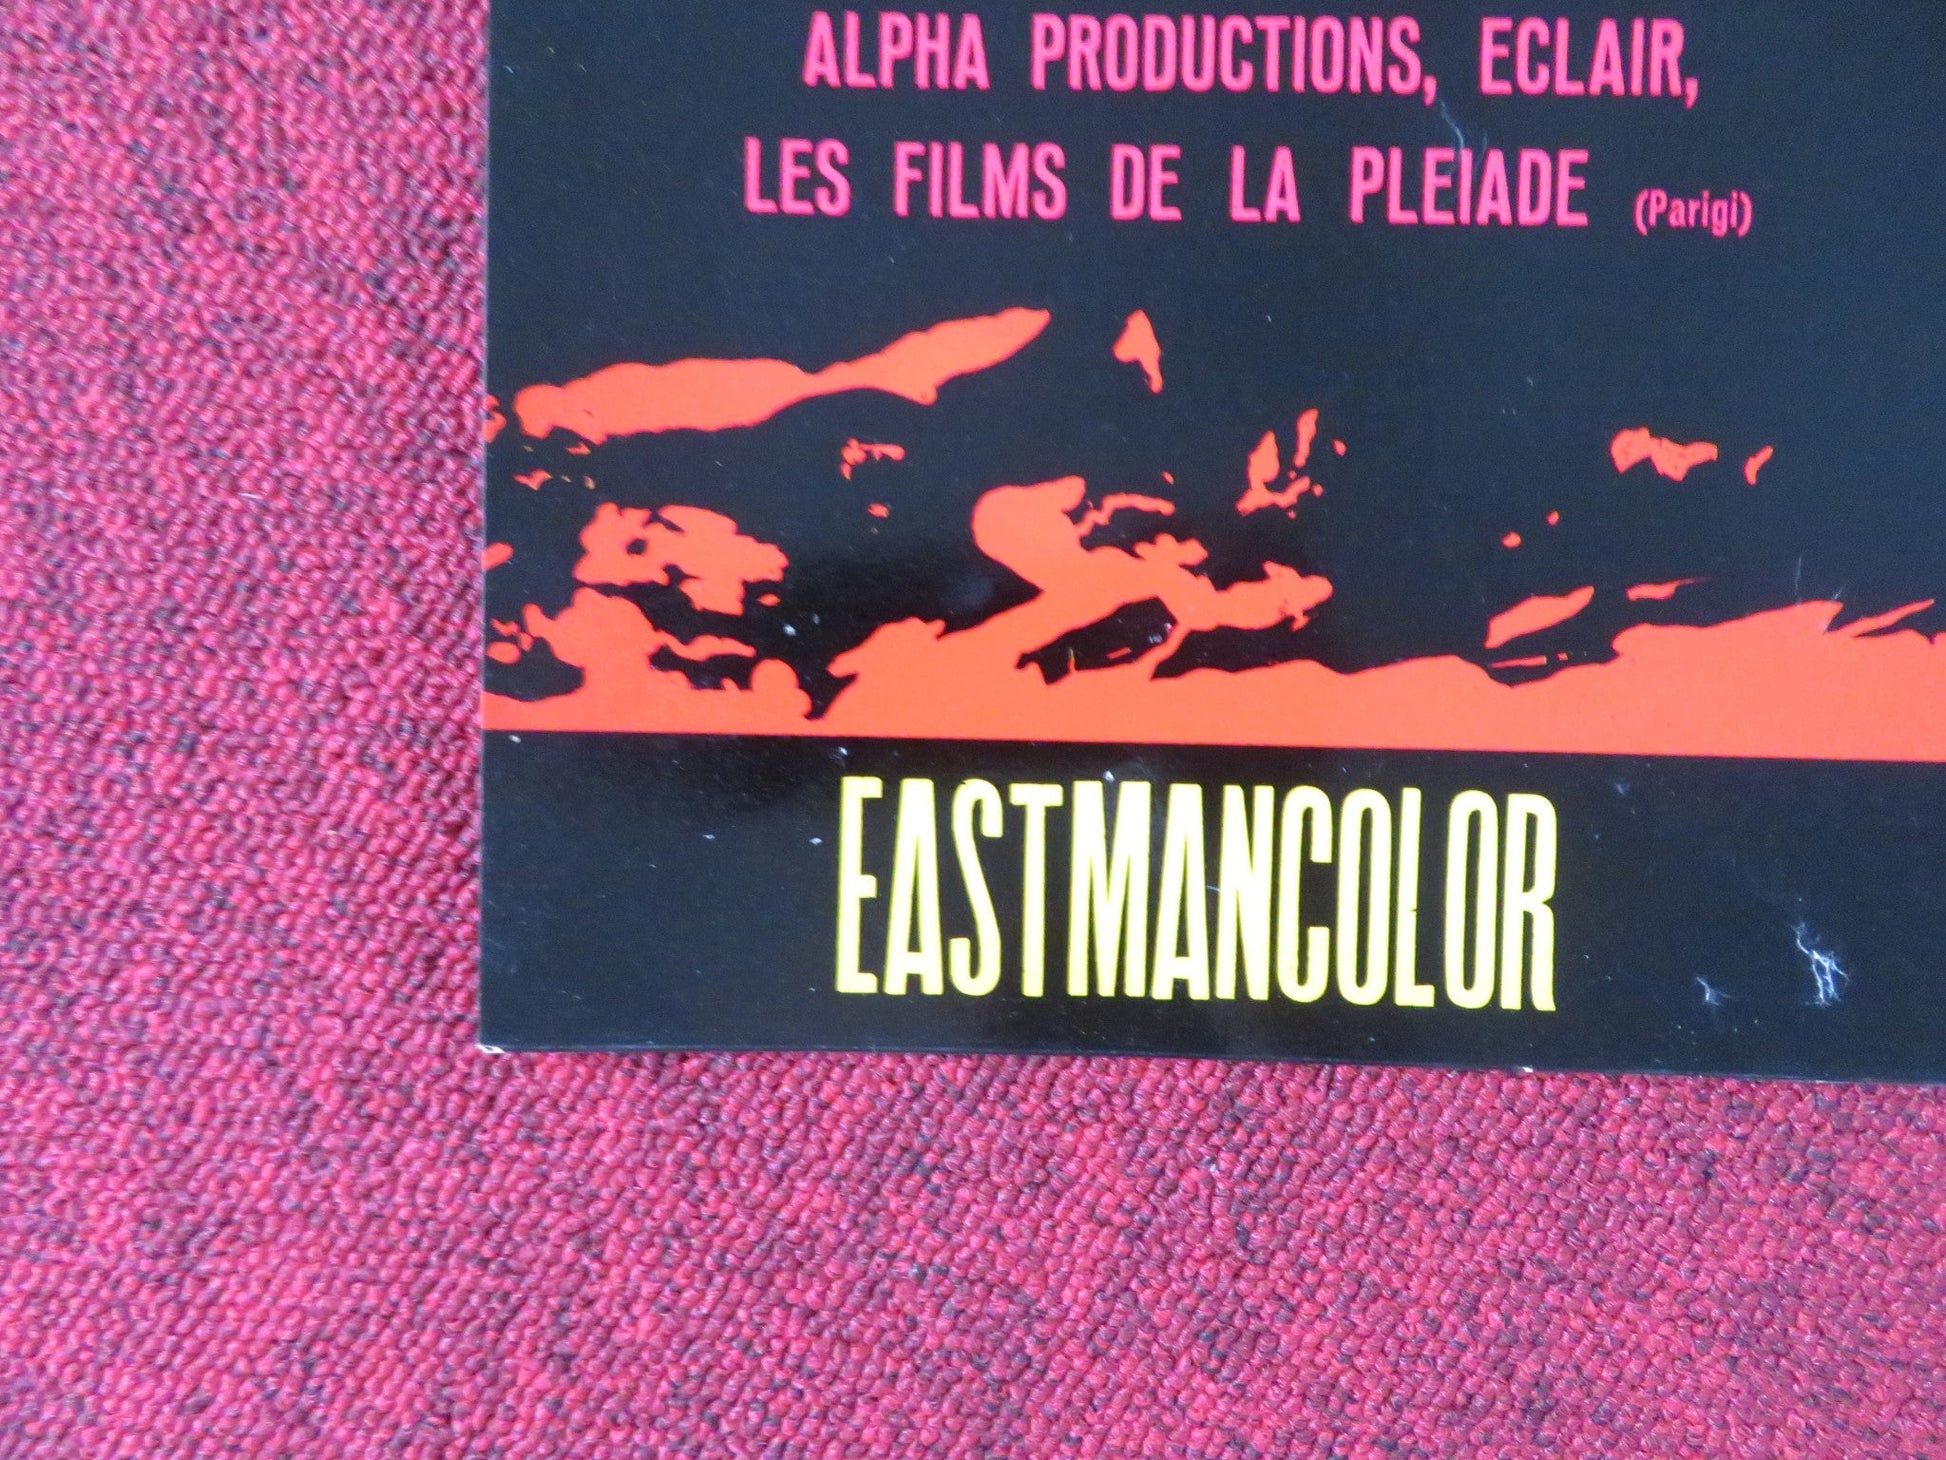 ALPHA PRODUCTIONS, ECLAIR,
LES FILMS DE LA PLEIADE (Parigi)
EASTMANCOLOR